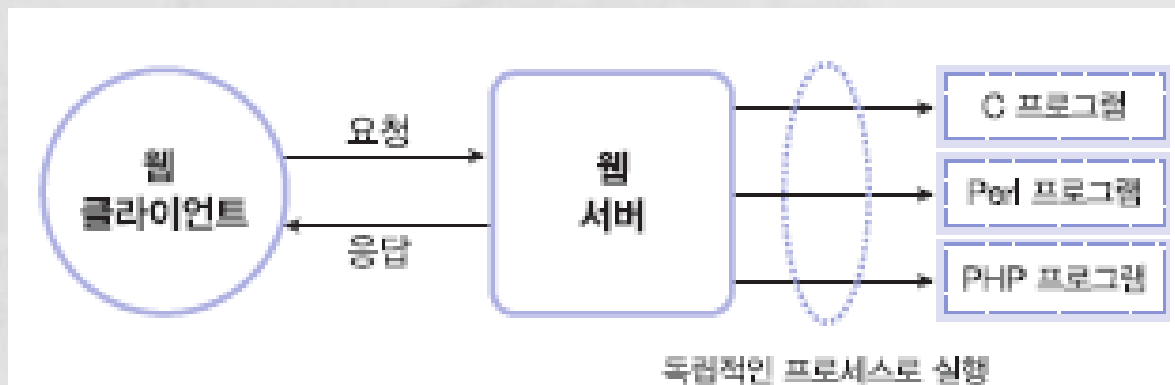 웹
클라이언트
요청
응답
웹
서버
C 프로그램
Perl 프로그램
PHP 프로그램
독립적인 프로세스로 실행